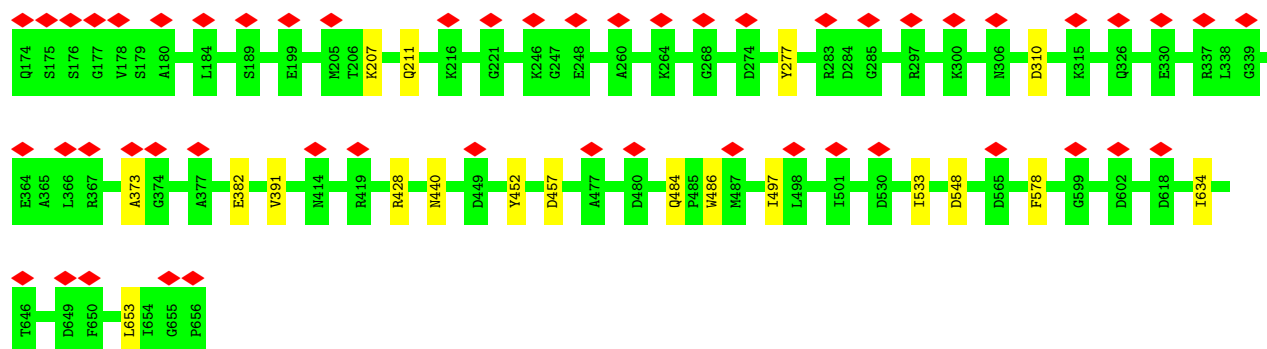 Q174 S175 S176 G177 V178 S179 A180 L184 S189 E199 M205 T206 K207 Q211 K216 G221 K246 G247 E248 A260 K264 G268 D274 Y277 R283 D284 G285 R297 K300 N306 D310 K315 Q326 E330 R337 L338 G339
E364 A365 L366 R367 A373 G374 A377 E382 V391 N414 R419 R428 N440 D449 Y452 D457 A477 D480 Q484 P485 W486 M487 I497 L498 I501 D530 I533 D548 D565 F578 G599 D602 D618 I634
T646 D649 F650 L653 I654 G655 P656